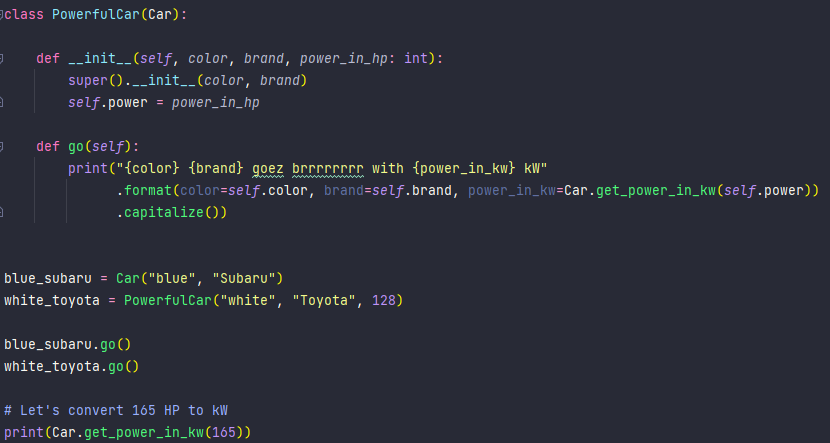 class PowerfulCar(Car):
def __init__(self, color, brand, power_in_hp: int):
super().__init__(color, brand)
self.power = power_in_hp
def go(self):
print("{color} {brand} goez brrrrrrrr with {power_in_kw} kW"
.format(color=self.color, brand=self.brand, power_in_kw=Car.get_power_in_kw(self.power))
.capitalize())
blue_subaru = Car("blue", "Subaru")
white_toyota = PowerfulCar("white", "Toyota", 128)
blue_subaru.go()
white_toyota.go()
# Let's convert 165 HP to kW
print(Car.get_power_in_kw(165))